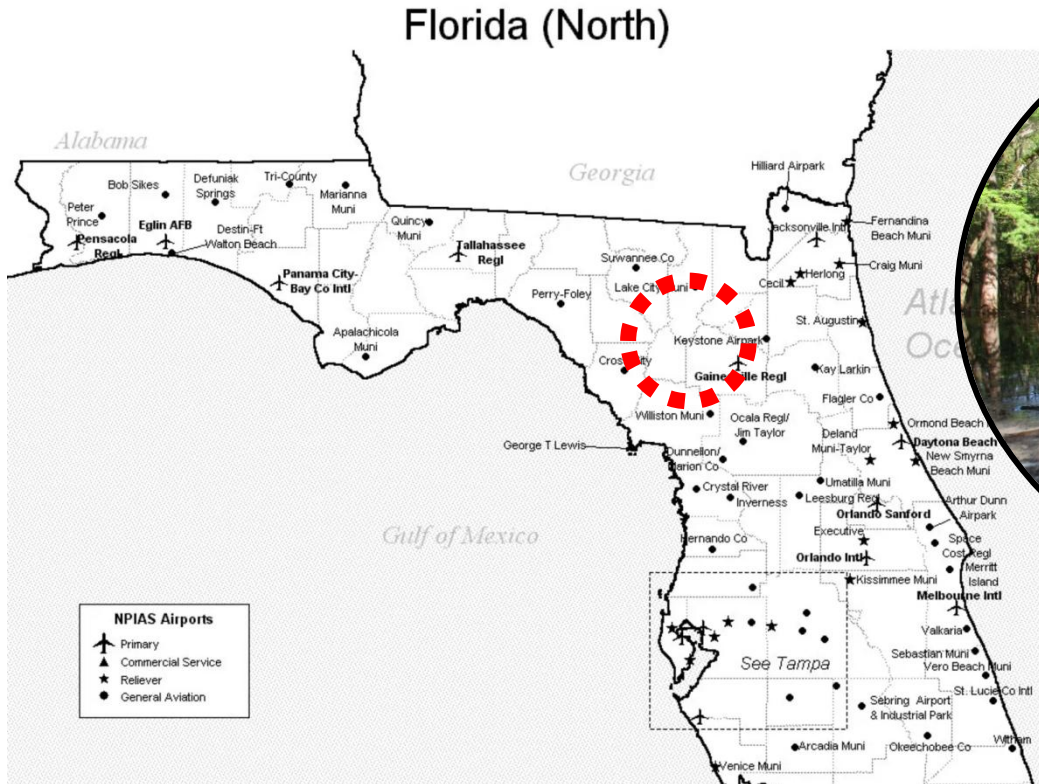 Florida (North)
Alabama
Georgia
Hilliard Airpark
Bob Sikes
Defuniak
Springs
Tri-County
Marianna
Muni
Peter
Prince
Eglin AFB
Pensacola
Regl
Destin-Ft
Walton Beach
Quincy
Muni
Tallahassee
Regl
Panama City-
Bay Co Intl
Apalachicola
Muni
Jacksonville Intl
Fernandina
Beach Muni
Suwannee Co
Lake City Muni
Cecil
Herlong
Craig Muni
Perry-Foley
St. Augustin
Keystone Airpark
Gainesville Regl
Kay Larkin
Flagler Co
Williston Muni
Ocala Regl/
Jim Taylor
Deland
Muni-Taylor
Ormond Beach
Daytona Beach
New Smyrna
Beach Muni
George T Lewis
Dunnellon/
Marion Co
Crystal River
Inverness
Umatilla Muni
Leesburg Regl
Orlando Sanford
Arthur Dunn
Airpark
Executive
Space
Cost Regl
Gulf of Mexico
Hernando Co
Orlando Intl
Merritt
Island
Kissimmee Muni
Melbourne Intl
NPIAS Airports
Primary
Commercial Service
Reliever
General Aviation
See Tampa
Valkaria
Sebastian Muni
Vero Beach Muni
St. Lucie Co Intl
Sebring Airport
& Industrial Park
Arcadia Muni
Okeechobee Co
Witham
Venice Muni